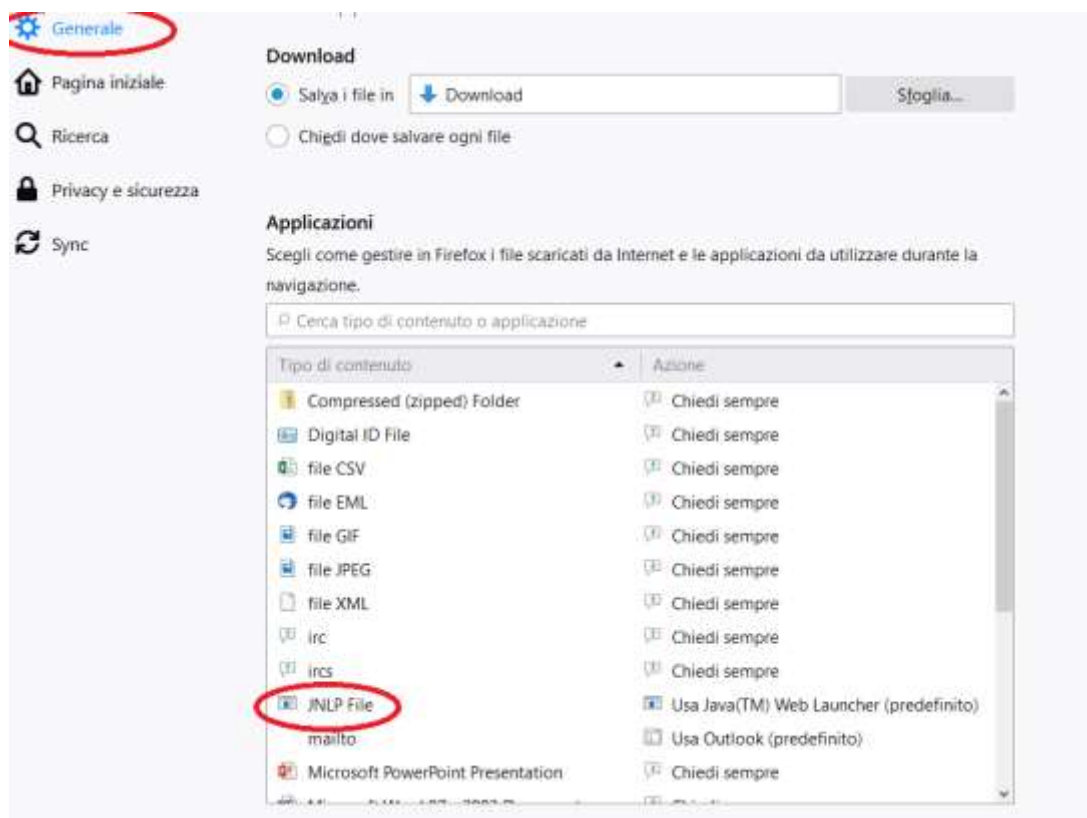 Generale
Pagina iniziale
Ricerca
Privacy e sicurezza
Sync
Download
Salva i file in
Download
Sfoglia...
Chiedi dove salvare ogni file
Applicazioni
Scegli come gestire in Firefox i file scaricati da Internet e le applicazioni da utilizzare durante la
navigazione.
Cerca tipo di contenuto o applicazione
Tipo di contenuto Azione
Compressed (zipped) Folder Chiedi sempre
Digital ID File Chiedi sempre
file CSV Chiedi sempre
file EML Chiedi sempre
file GIF Chiedi sempre
file JPEG Chiedi sempre
file XML Chiedi sempre
irc Chiedi sempre
ircs Chiedi sempre
JNLP File Usa Java(TM) Web Launcher (predefinito)
mailto Usa Outlook (predefinito)
Microsoft PowerPoint Presentation Chiedi sempre